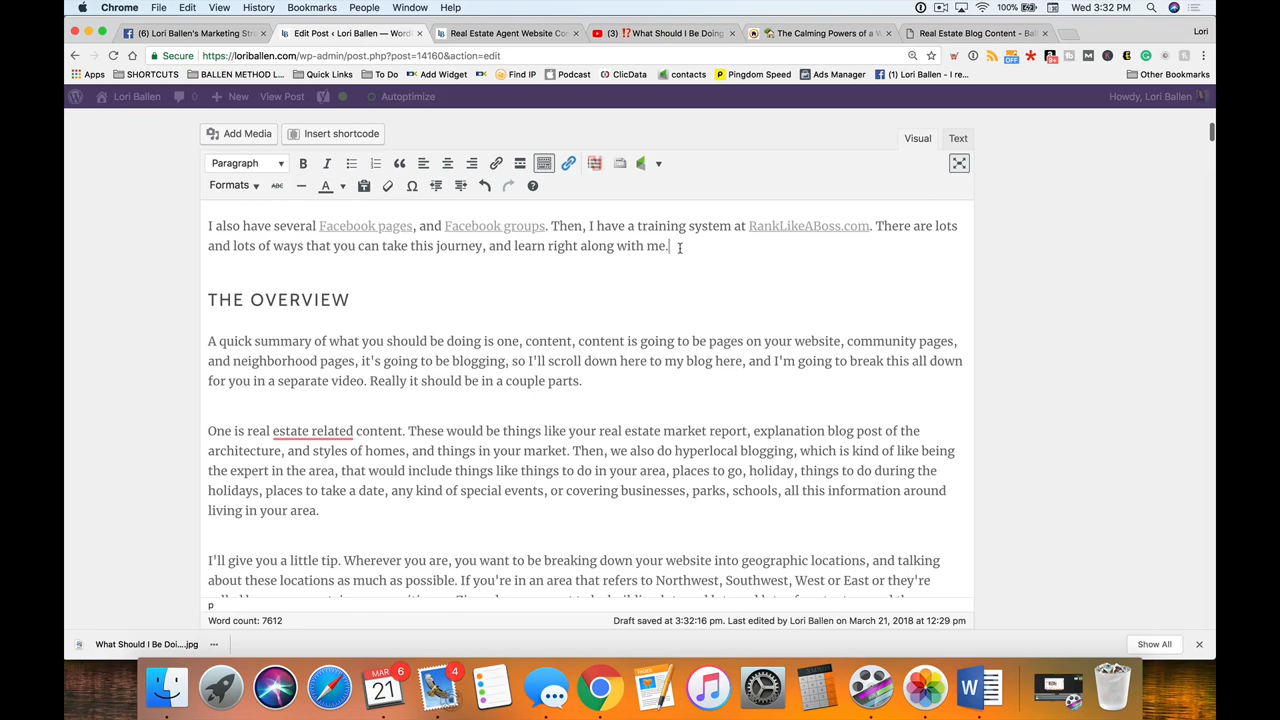 Chrome File Edit View History Bookmarks People Window Help 100% Wed 3:32 PM
(6) Lori Ballen's Marketing Str Edit Post ‹ Lori Ballen — Word Real Estate Agent Website Co (3) ⁉️What Should I Be Doing The Calming Powers of a W Real Estate Blog Content - Ball Lori
Secure https://loriballen.com/wp-admin/post.php?post=14160&action=edit
Apps SHORTCUTS BALLEN METHOD L Quick Links To Do Add Widget Find IP Podcast ClicData contacts Pingdom Speed Ads Manager (1) Lori Ballen - I re... Other Bookmarks
Lori Ballen 0 New View Post Autoptimize Howdy, Lori Ballen
Add Media Insert shortcode
Visual Text
Paragraph
Formats
I also have several Facebook pages, and Facebook groups. Then, I have a training system at RankLikeABoss.com. There are lots
and lots of ways that you can take this journey, and learn right along with me.
THE OVERVIEW
A quick summary of what you should be doing is one, content, content is going to be pages on your website, community pages,
and neighborhood pages, it's going to be blogging, so I'll scroll down here to my blog here, and I'm going to break this all down
for you in a separate video. Really it should be in a couple parts.
One is real estate related content. These would be things like your real estate market report, explanation blog post of the
architecture, and styles of homes, and things in your market. Then, we also do hyperlocal blogging, which is kind of like being
the expert in the area, that would include things like things to do in your area, places to go, holiday, things to do during the
holidays, places to take a date, any kind of special events, or covering businesses, parks, schools, all this information around
living in your area.
I'll give you a little tip. Wherever you are, you want to be breaking down your website into geographic locations, and talking
about these locations as much as possible. If you're in an area that refers to Northwest, Southwest, West or East or they're
p
Word count: 7612 Draft saved at 3:32:16 pm. Last edited by Lori Ballen on March 21, 2018 at 12:29 pm
What Should I Be Doi....jpg Show All
MAR 6 4
21
W